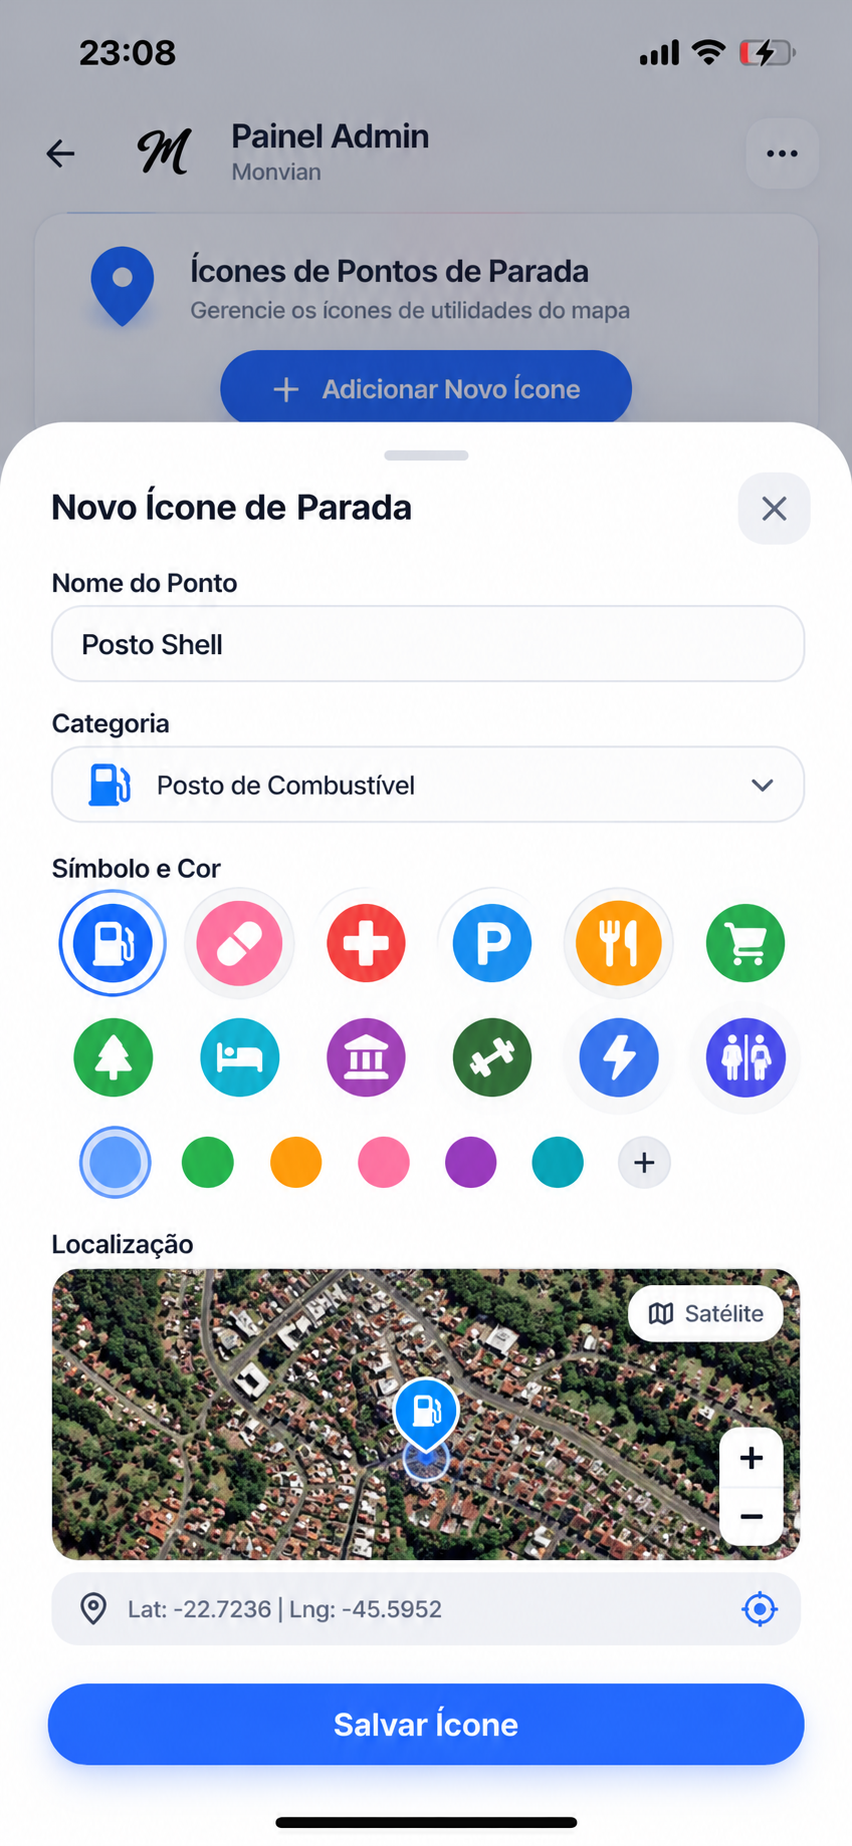 23:08
M
Painel Admin
Monvian
Ícones de Pontos de Parada
Gerencie os ícones de utilidades do mapa
+ Adicionar Novo Ícone
Novo Ícone de Parada
Nome do Ponto
Posto Shell
Categoria
Posto de Combustível
Símbolo e Cor
P
+
Localização
Satélite
+
−
Lat: -22.7236 | Lng: -45.5952
Salvar Ícone